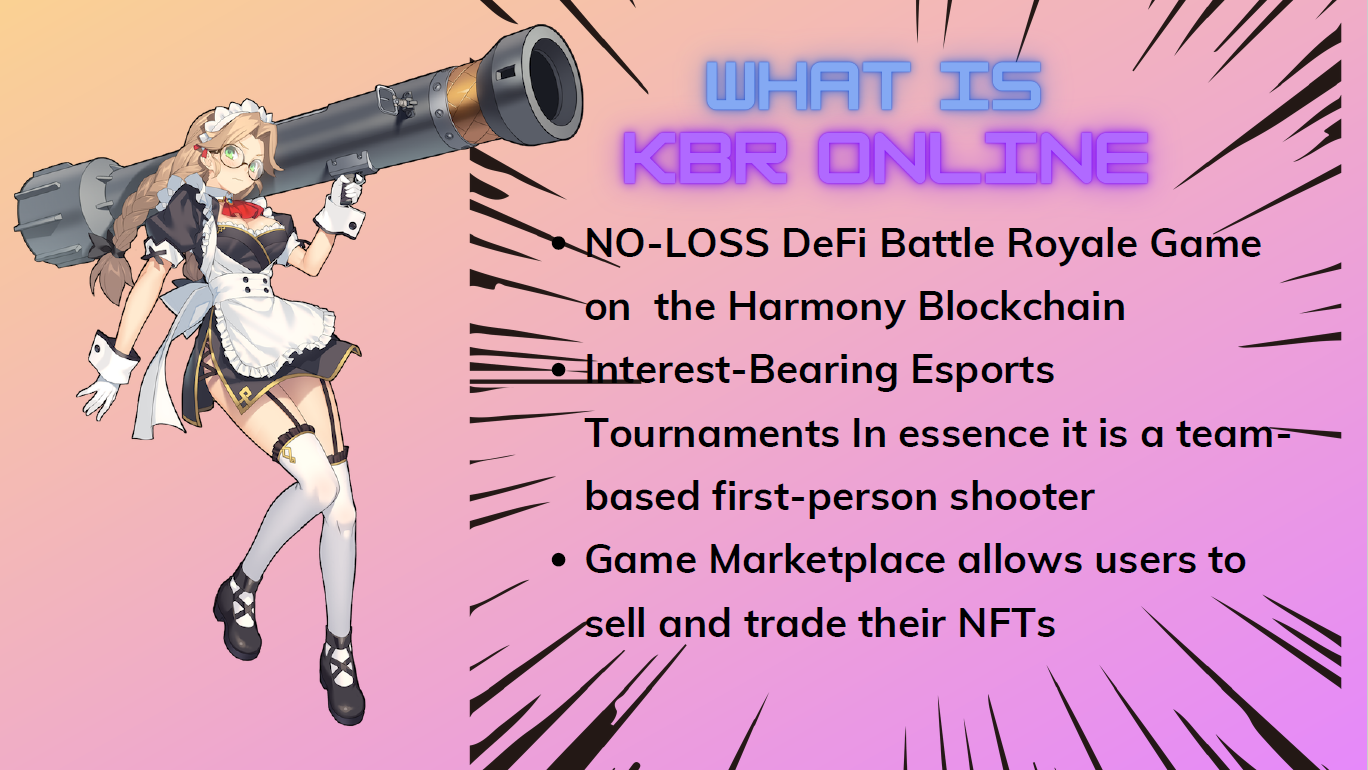 WHAT IS
KBR ONLINE
• NO-LOSS DeFi Battle Royale Game
on the Harmony Blockchain
• Interest-Bearing Esports
Tournaments In essence it is a team-
based first-person shooter
• Game Marketplace allows users to
sell and trade their NFTs